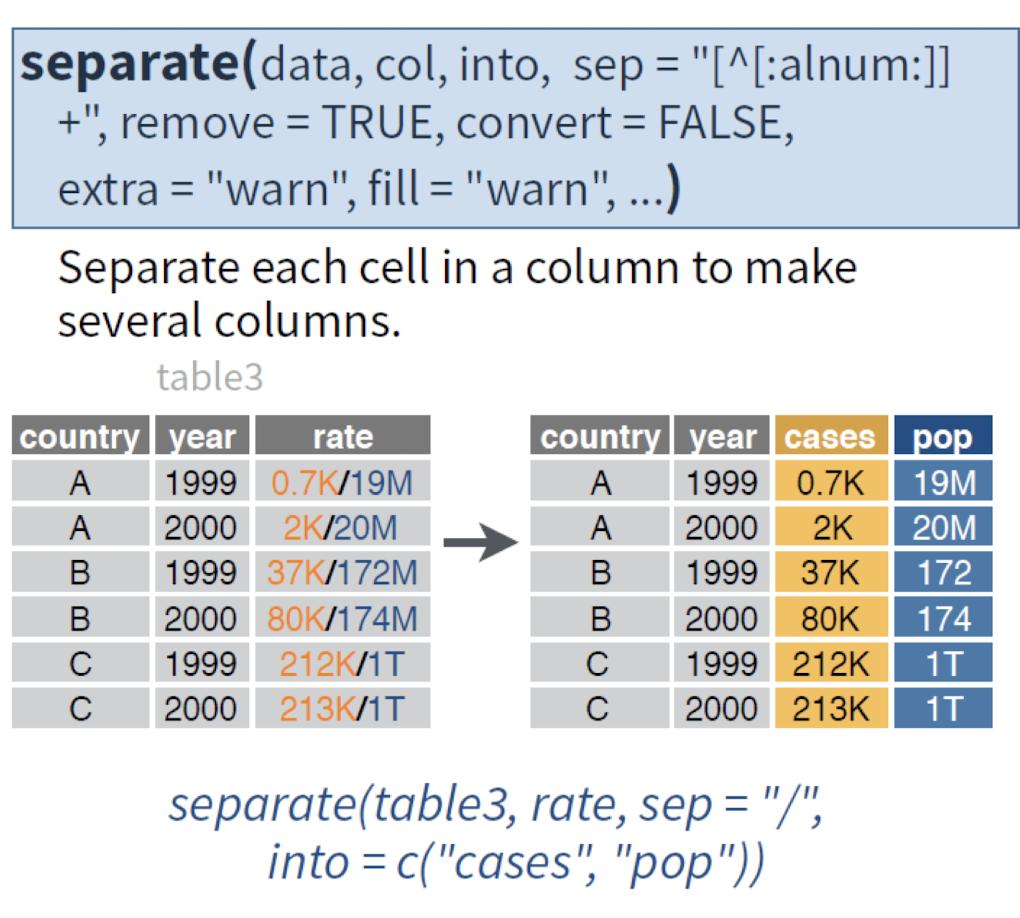 separate(data, col, into, sep = "[^[:alnum:]]
+", remove = TRUE, convert = FALSE,
extra = "warn", fill = "warn", ...)
Separate each cell in a column to make
several columns.
table3
country year rate
A 1999 0.7K/19M
A 2000 2K/20M
B 1999 37K/172M
B 2000 80K/174M
C 1999 212K/1T
C 2000 213K/1T
country year cases pop
A 1999 0.7K 19M
A 2000 2K 20M
B 1999 37K 172
B 2000 80K 174
C 1999 212K 1T
C 2000 213K 1T
separate(table3, rate, sep = "/",
into = c("cases", "pop"))